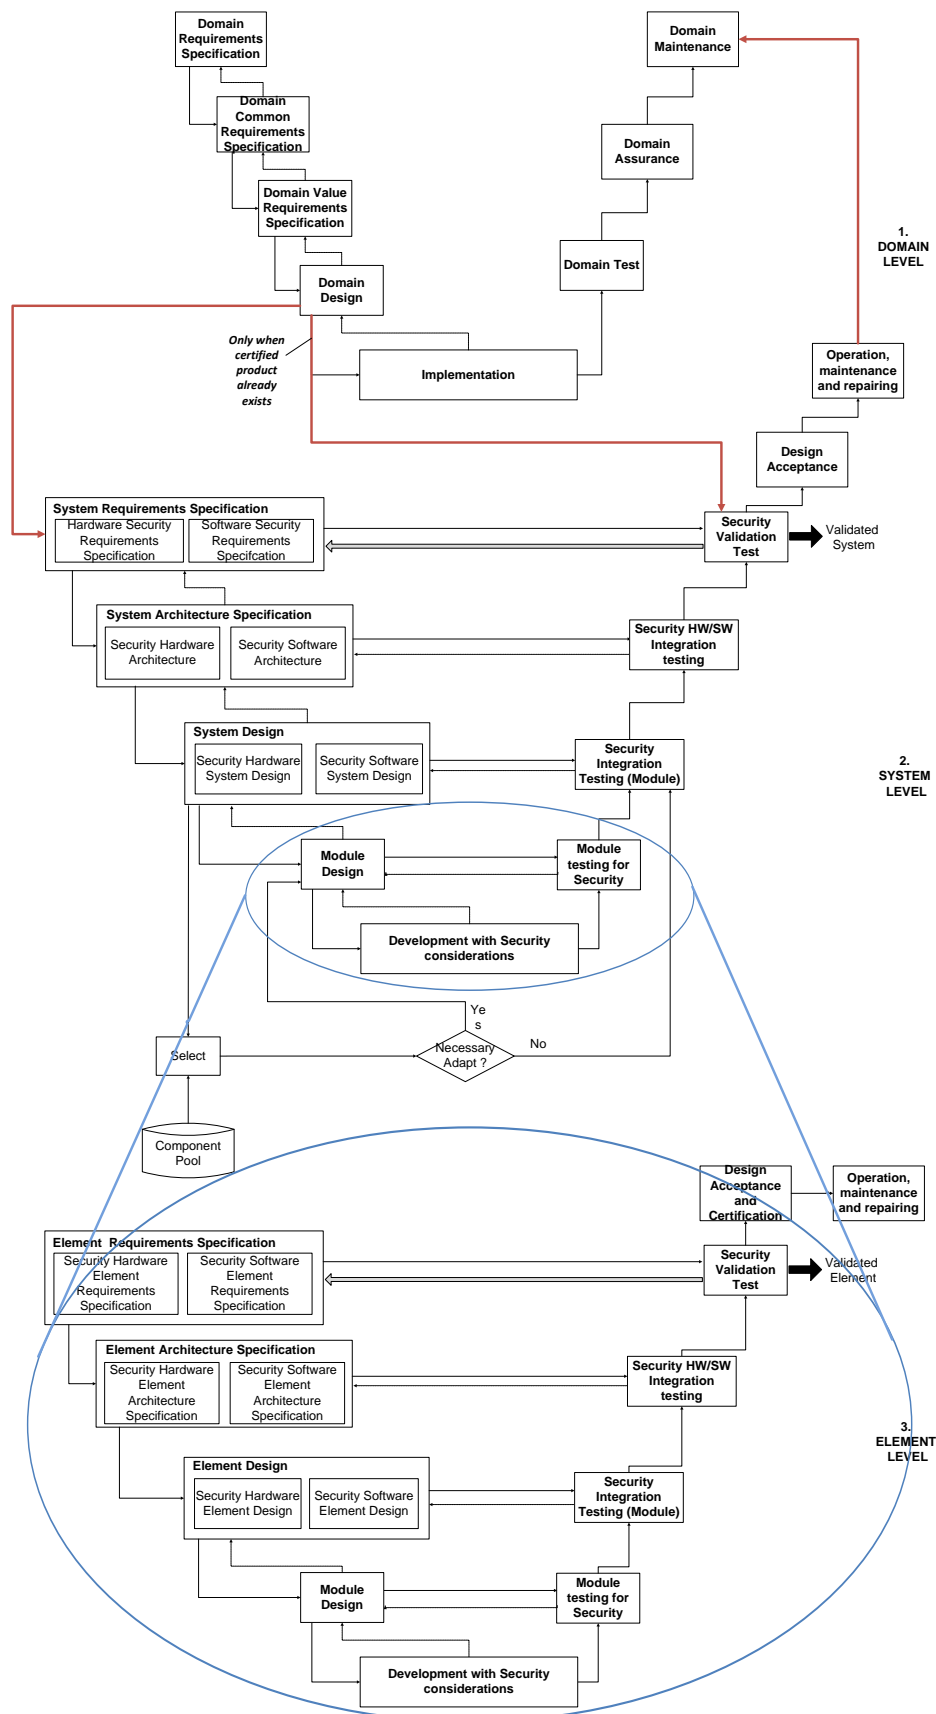 Domain
Requirements
Specification
Domain
Maintenance
Domain
Common
Requirements
Specification
Domain
Assurance
Domain Value
Requirements
Specification
1.
DOMAIN
LEVEL
Domain Test
Domain
Design
Only when
certified
product
already
exists
Implementation
Operation,
maintenance
and repairing
Design
Acceptance
System Requirements Specification
Hardware Security
Requirements
Specification
Software Security
Requirements
Specifcation
Security
Validation
Test
Validated
System
System Architecture Specification
Security Hardware
Architecture
Security Software
Architecture
Security HW/SW
Integration
testing
System Design
Security Hardware
System Design
Security Software
System Design
Security
Integration
Testing (Module)
2.
SYSTEM
LEVEL
Module
Design
Module
testing for
Security
Development with Security
considerations
Ye
s
Select
Necessary
Adapt ?
No
Component
Pool
Design
Acceptance
and
Certification
Operation,
maintenance
and repairing
Element  Requirements Specification
Security Hardware
Element
Requirements
Specification
Security Software
Element
Requirements
Specification
Security
Validation
Test
Validated
Element
Element Architecture Specification
Security Hardware
Element
Architecture
Specification
Security Software
Element
Architecture
Specification
Security HW/SW
Integration
testing
3.
ELEMENT
LEVEL
Element Design
Security Hardware
Element Design
Security Software
Element Design
Security
Integration
Testing (Module)
Module
Design
Module
testing for
Security
Development with Security
considerations